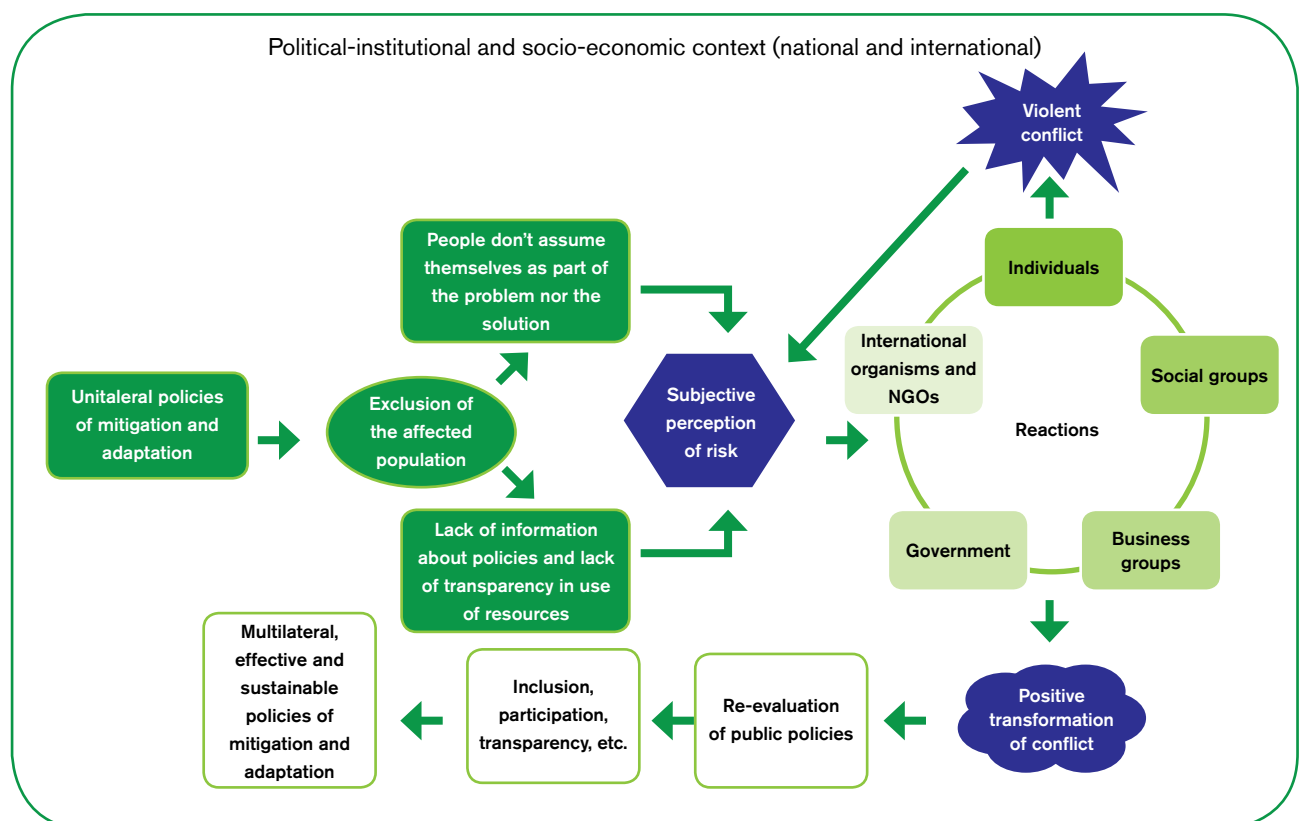 Political-institutional and socio-economic context (national and international)
Violent
conflict
People don’t assume
themselves as part of
the problem nor the
solution
Individuals
International
organisms and
NGOs
Social groups
Unitaleral policies
of mitigation and
adaptation
Exclusion of
the affected
population
Subjective
perception
of risk
Reactions
Lack of information
about policies and lack
of transparency in use
of resources
Government
Business
groups
Multilateral,
effective and
sustainable
policies of
mitigation and
adaptation
Inclusion,
participation,
transparency, etc.
Re-evaluation
of public policies
Positive
transformation
of conflict